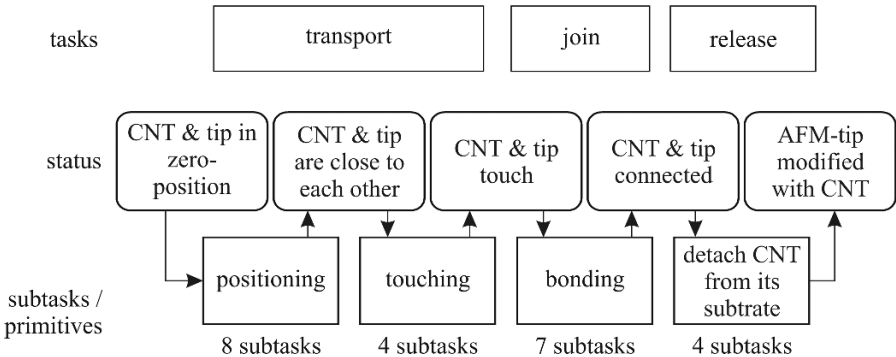 tasks
transport
join
release
status
CNT & tip in
zero-
position
CNT & tip
are close to
each other
CNT & tip
touch
CNT & tip
connected
AFM-tip
modified
with CNT
subtasks /
primitives
positioning
touching
bonding
detach CNT
from its
subtrate
8 subtasks
4 subtasks
7 subtasks
4 subtasks